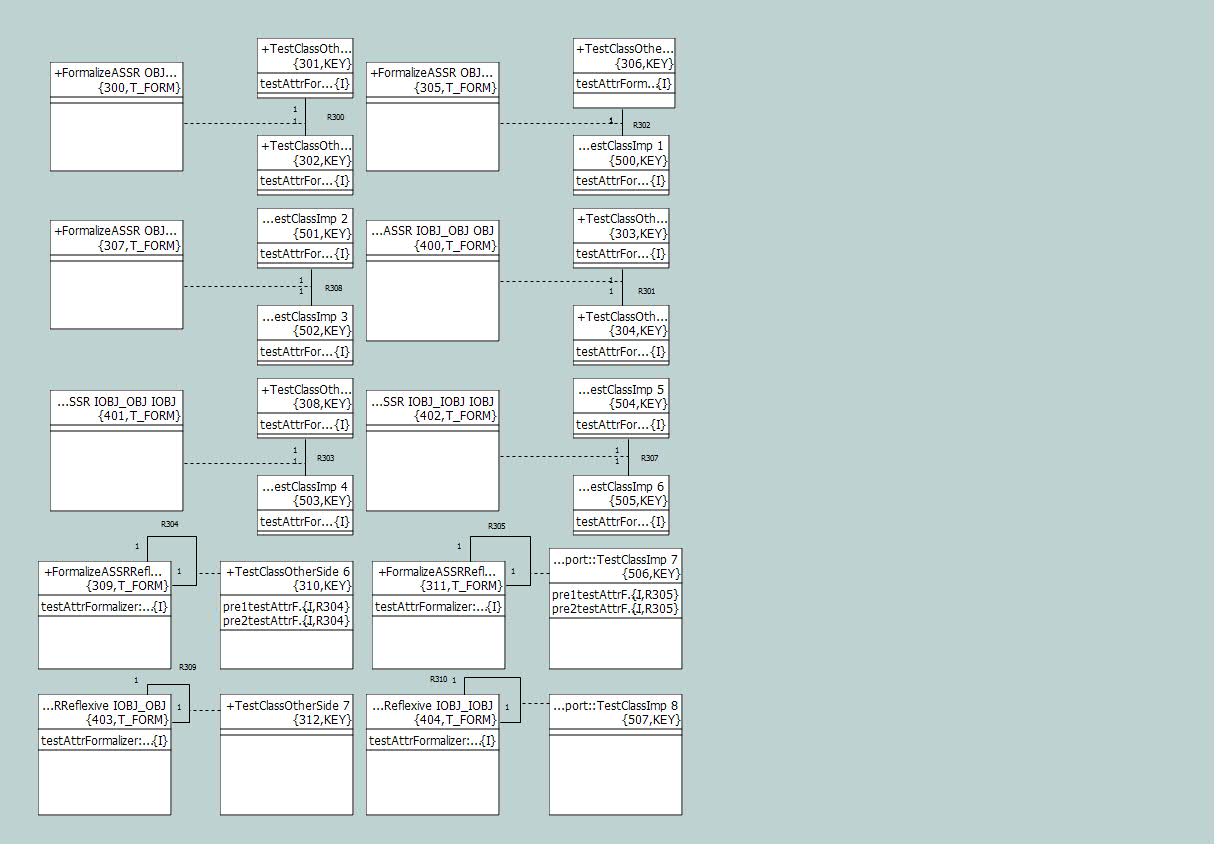 +TestClassOth...
{301,KEY}
testAttrFor...{I}
+FormalizeASSR OBJ...
{300,T_FORM}
1
1
R300
+TestClassOth...
{302,KEY}
testAttrFor...{I}
+TestClassOthe...
{306,KEY}
testAttrForm...{I}
+FormalizeASSR OBJ...
{305,T_FORM}
1
R302
...estClassImp 1
{500,KEY}
testAttrFor...{I}
...estClassImp 2
{501,KEY}
testAttrFor...{I}
+FormalizeASSR OBJ...
{307,T_FORM}
1
1
R308
...estClassImp 3
{502,KEY}
testAttrFor...{I}
+TestClassOth...
{303,KEY}
testAttrFor...{I}
...ASSR IOBJ_OBJ OBJ
{400,T_FORM}
1
1
R301
+TestClassOth...
{304,KEY}
testAttrFor...{I}
+TestClassOth...
{308,KEY}
testAttrFor...{I}
...SSR IOBJ_OBJ IOBJ
{401,T_FORM}
1
1
R303
...estClassImp 4
{503,KEY}
testAttrFor...{I}
...estClassImp 5
{504,KEY}
testAttrFor...{I}
...SSR IOBJ_IOBJ IOBJ
{402,T_FORM}
1
1
R307
...estClassImp 6
{505,KEY}
testAttrFor...{I}
R304
1
1
+FormalizeASSRRefl...
{309,T_FORM}
testAttrFormalizer:...{I}
+TestClassOtherSide 6
{310,KEY}
pre1testAttrF.{I,R304}
pre2testAttrF.{I,R304}
R305
1
1
+FormalizeASSRRefl...
{311,T_FORM}
testAttrFormalizer:...{I}
...port::TestClassImp 7
{506,KEY}
pre1testAttrF.{I,R305}
pre2testAttrF.{I,R305}
R309
1
1
...RReflexive IOBJ_OBJ
{403,T_FORM}
testAttrFormalizer:...{I}
+TestClassOtherSide 7
{312,KEY}
R310
1
1
...Reflexive IOBJ_IOBJ
{404,T_FORM}
testAttrFormalizer:...{I}
...port::TestClassImp 8
{507,KEY}